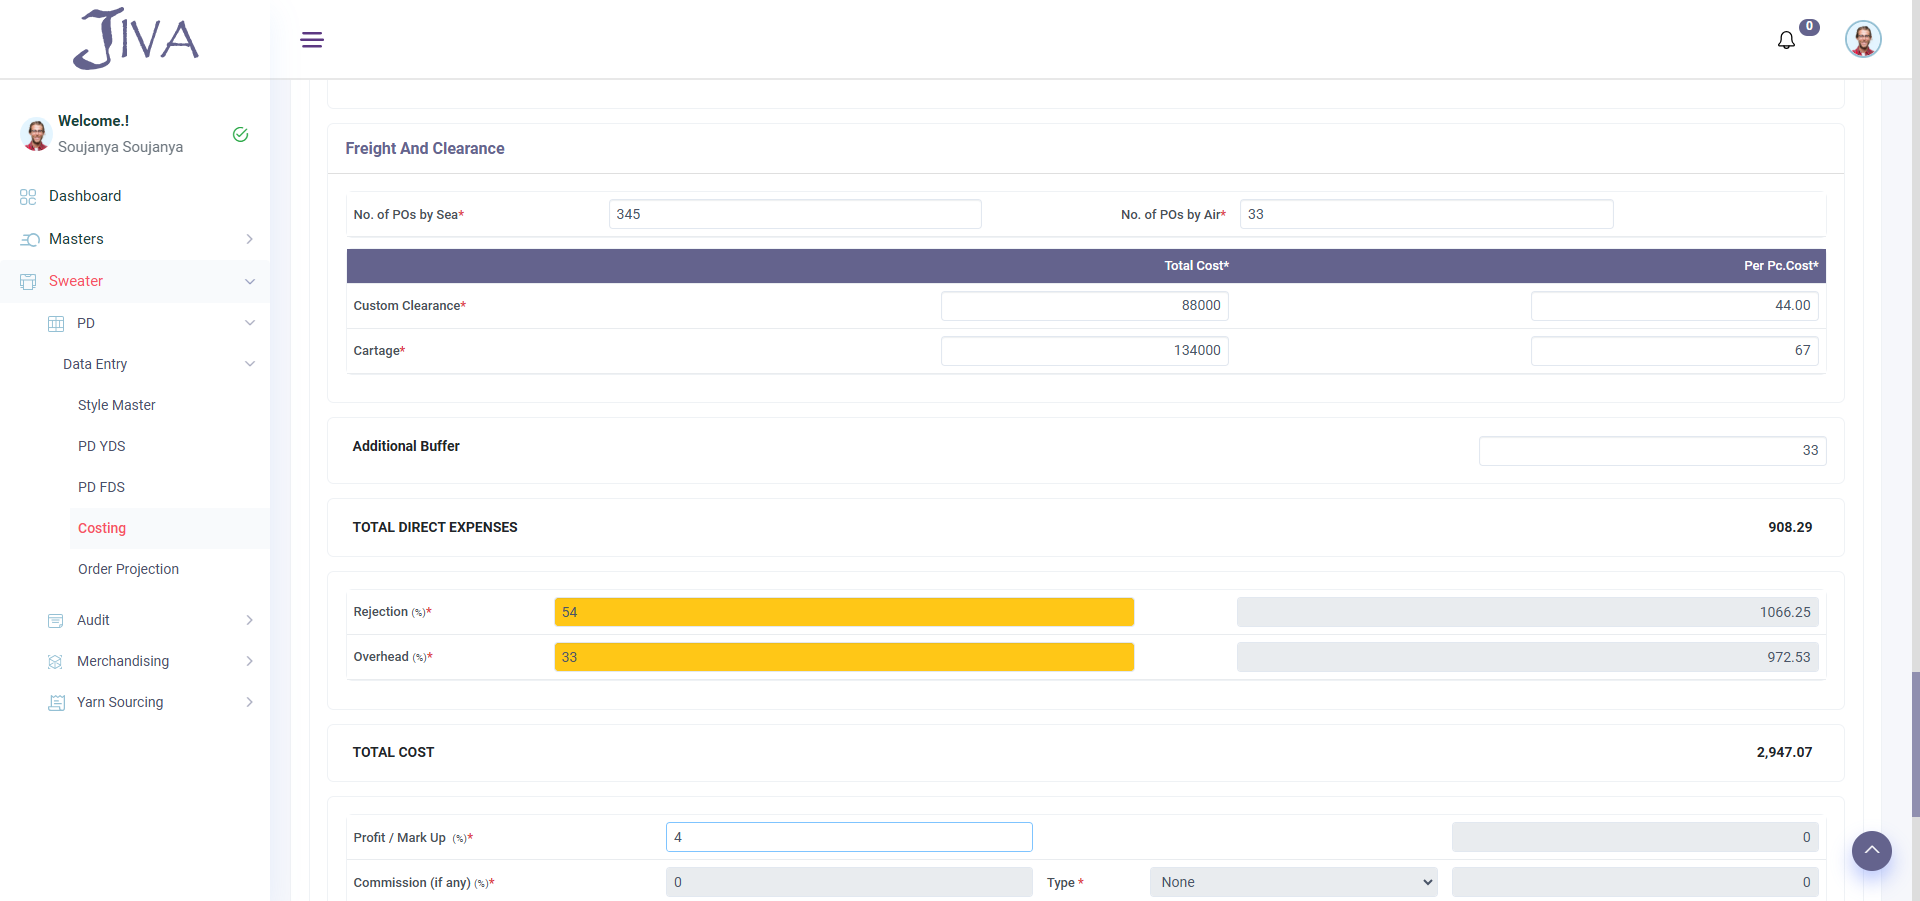 JIVA
0
Welcome.!
Soujanya Soujanya
Dashboard
Masters
Sweater
PD
Data Entry
Style Master
PD YDS
PD FDS
Costing
Order Projection
Audit
Merchandising
Yarn Sourcing
Freight And Clearance
No. of POs by Sea* 345 No. of POs by Air* 33
Total Cost* Per Pc.Cost*
Custom Clearance* 88000 44.00
Cartage* 134000 67
Additional Buffer 33
TOTAL DIRECT EXPENSES 908.29
Rejection (%)* 54 1066.25
Overhead (%)* 33 972.53
TOTAL COST 2,947.07
Profit / Mark Up (%)* 4 0
Commission (if any) (%)* 0 Type * None 0